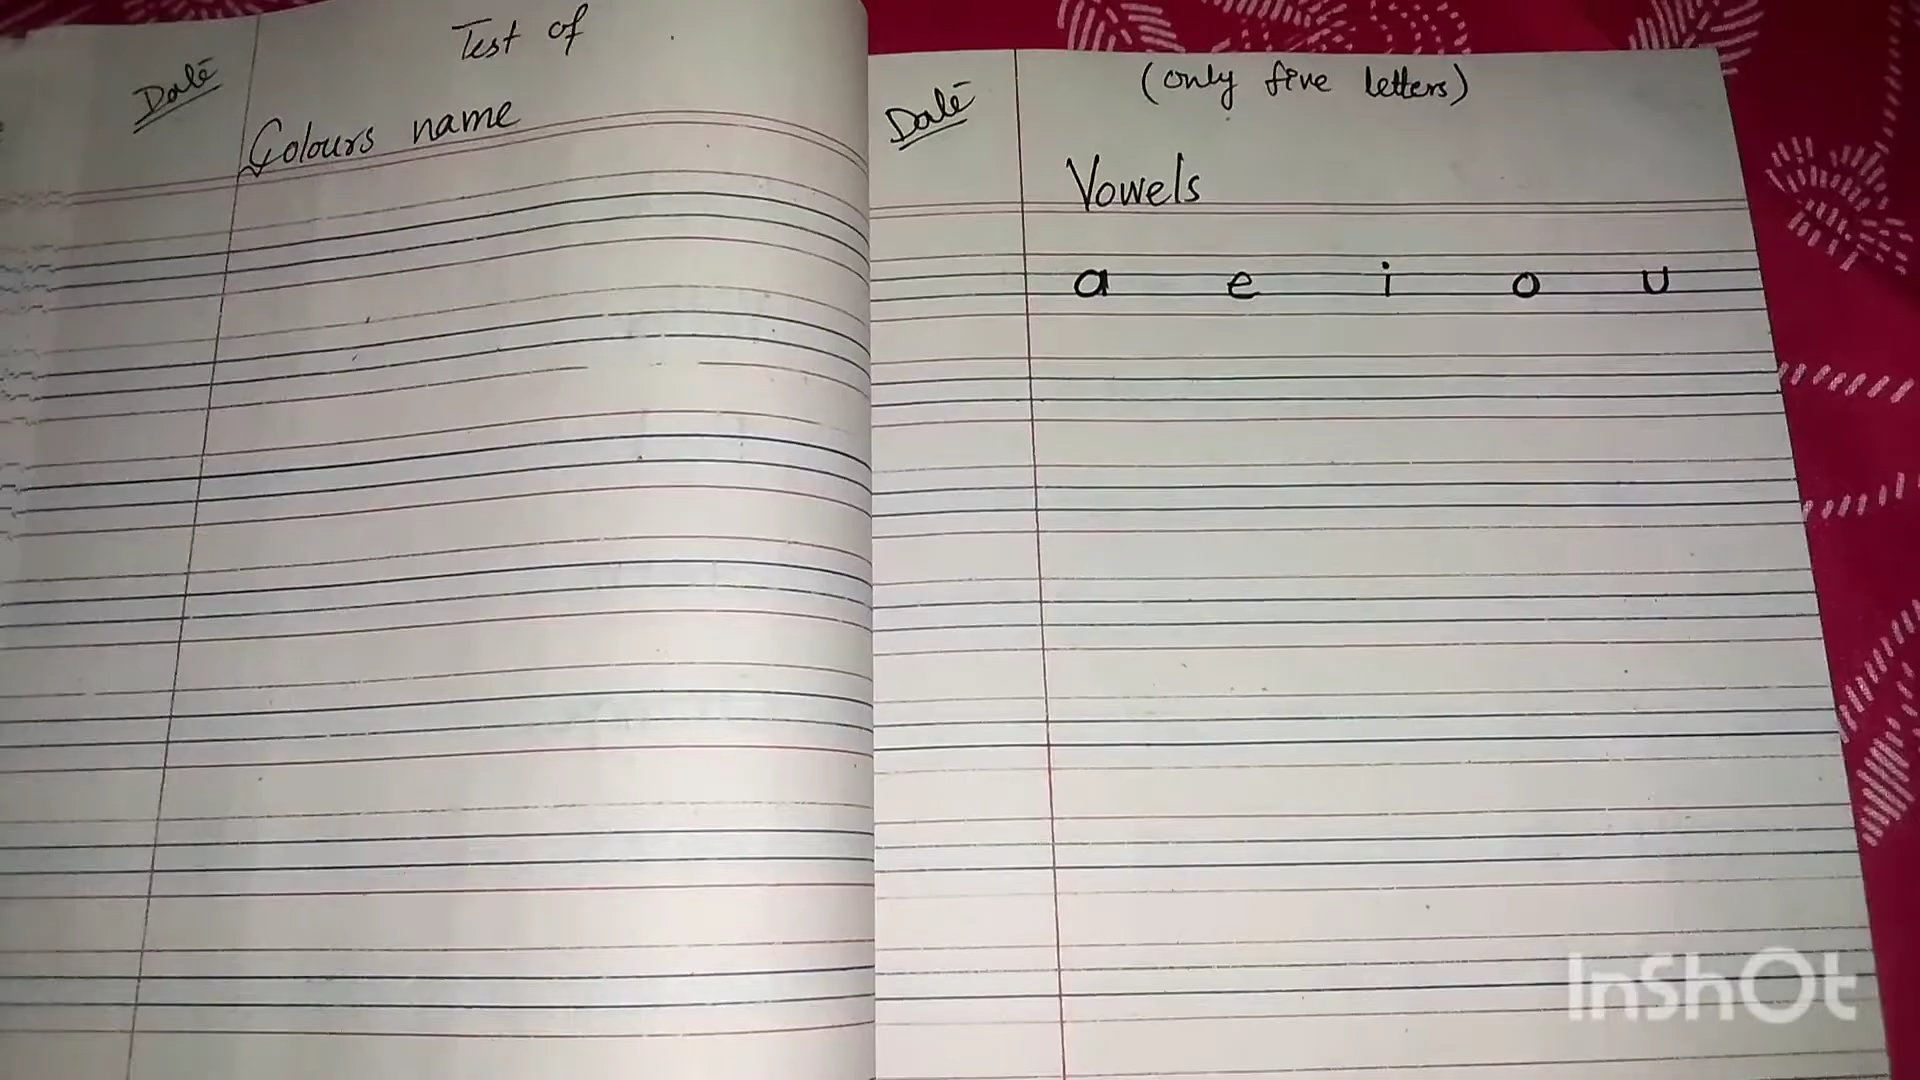 Test of
Date
Colours name
(only five letters)
Date
Vowels
a e i o u
InShOt